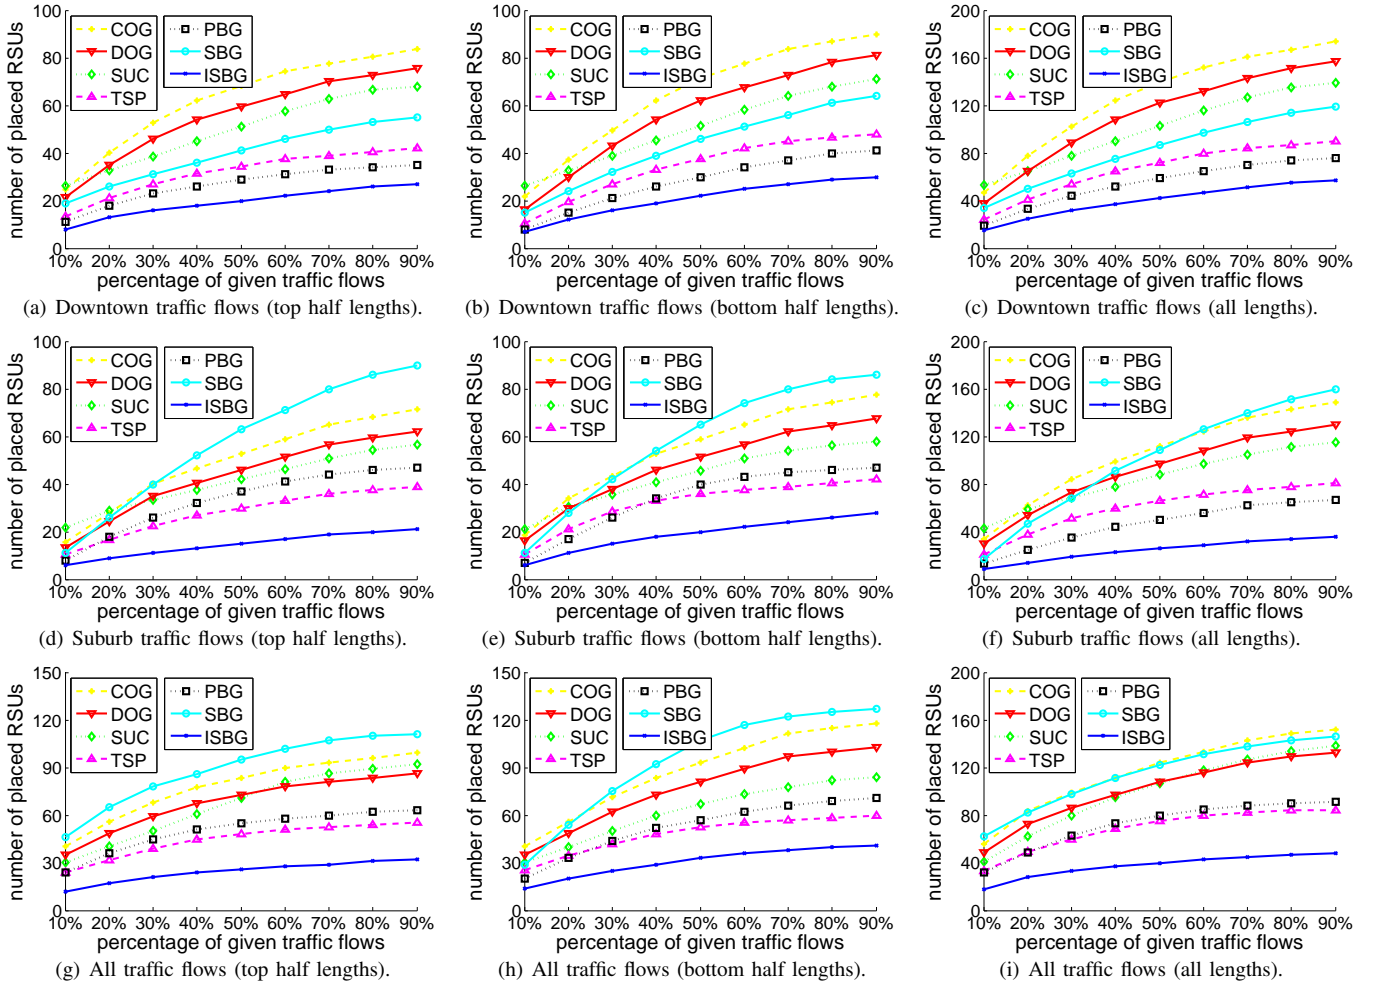 number of placed RSUs
100
80
60
40
20
0
COG
DOG
SUC
TSP
PBG
SBG
ISBG
10% 20% 30% 40% 50% 60% 70% 80% 90%
percentage of given traffic flows
(a) Downtown traffic flows (top half lengths).
number of placed RSUs
100
80
60
40
20
0
COG
DOG
SUC
TSP
PBG
SBG
ISBG
10% 20% 30% 40% 50% 60% 70% 80% 90%
percentage of given traffic flows
(b) Downtown traffic flows (bottom half lengths).
number of placed RSUs
200
160
120
80
40
0
COG
DOG
SUC
TSP
PBG
SBG
ISBG
10% 20% 30% 40% 50% 60% 70% 80% 90%
percentage of given traffic flows
(c) Downtown traffic flows (all lengths).
number of placed RSUs
100
80
60
40
20
0
COG
DOG
SUC
TSP
PBG
SBG
ISBG
10% 20% 30% 40% 50% 60% 70% 80% 90%
percentage of given traffic flows
(d) Suburb traffic flows (top half lengths).
number of placed RSUs
100
80
60
40
20
0
COG
DOG
SUC
TSP
PBG
SBG
ISBG
10% 20% 30% 40% 50% 60% 70% 80% 90%
percentage of given traffic flows
(e) Suburb traffic flows (bottom half lengths).
number of placed RSUs
200
160
120
80
40
0
COG
DOG
SUC
TSP
PBG
SBG
ISBG
10% 20% 30% 40% 50% 60% 70% 80% 90%
percentage of given traffic flows
(f) Suburb traffic flows (all lengths).
number of placed RSUs
150
120
90
60
30
0
COG
DOG
SUC
TSP
PBG
SBG
ISBG
10% 20% 30% 40% 50% 60% 70% 80% 90%
percentage of given traffic flows
(g) All traffic flows (top half lengths).
number of placed RSUs
150
120
90
60
30
0
COG
DOG
SUC
TSP
PBG
SBG
ISBG
10% 20% 30% 40% 50% 60% 70% 80% 90%
percentage of given traffic flows
(h) All traffic flows (bottom half lengths).
number of placed RSUs
200
160
120
80
40
0
COG
DOG
SUC
TSP
PBG
SBG
ISBG
10% 20% 30% 40% 50% 60% 70% 80% 90%
percentage of given traffic flows
(i) All traffic flows (all lengths).